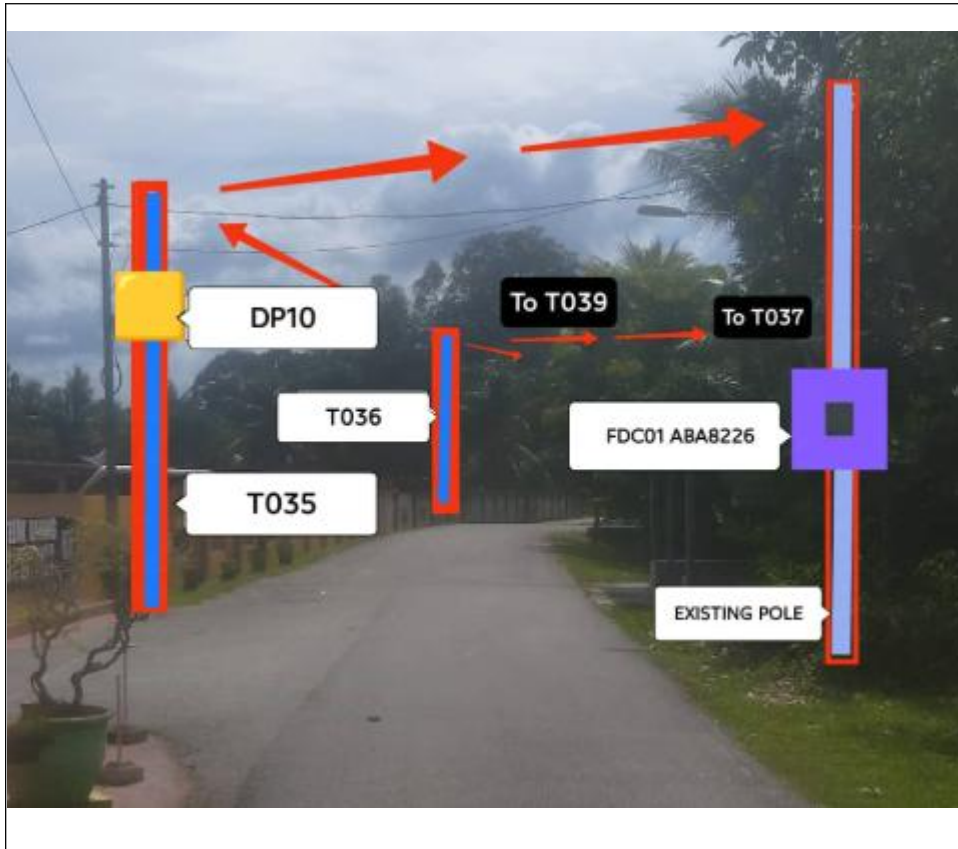 DP10
To T039
To T037
T036
FDC01 ABA8226
T035
EXISTING POLE